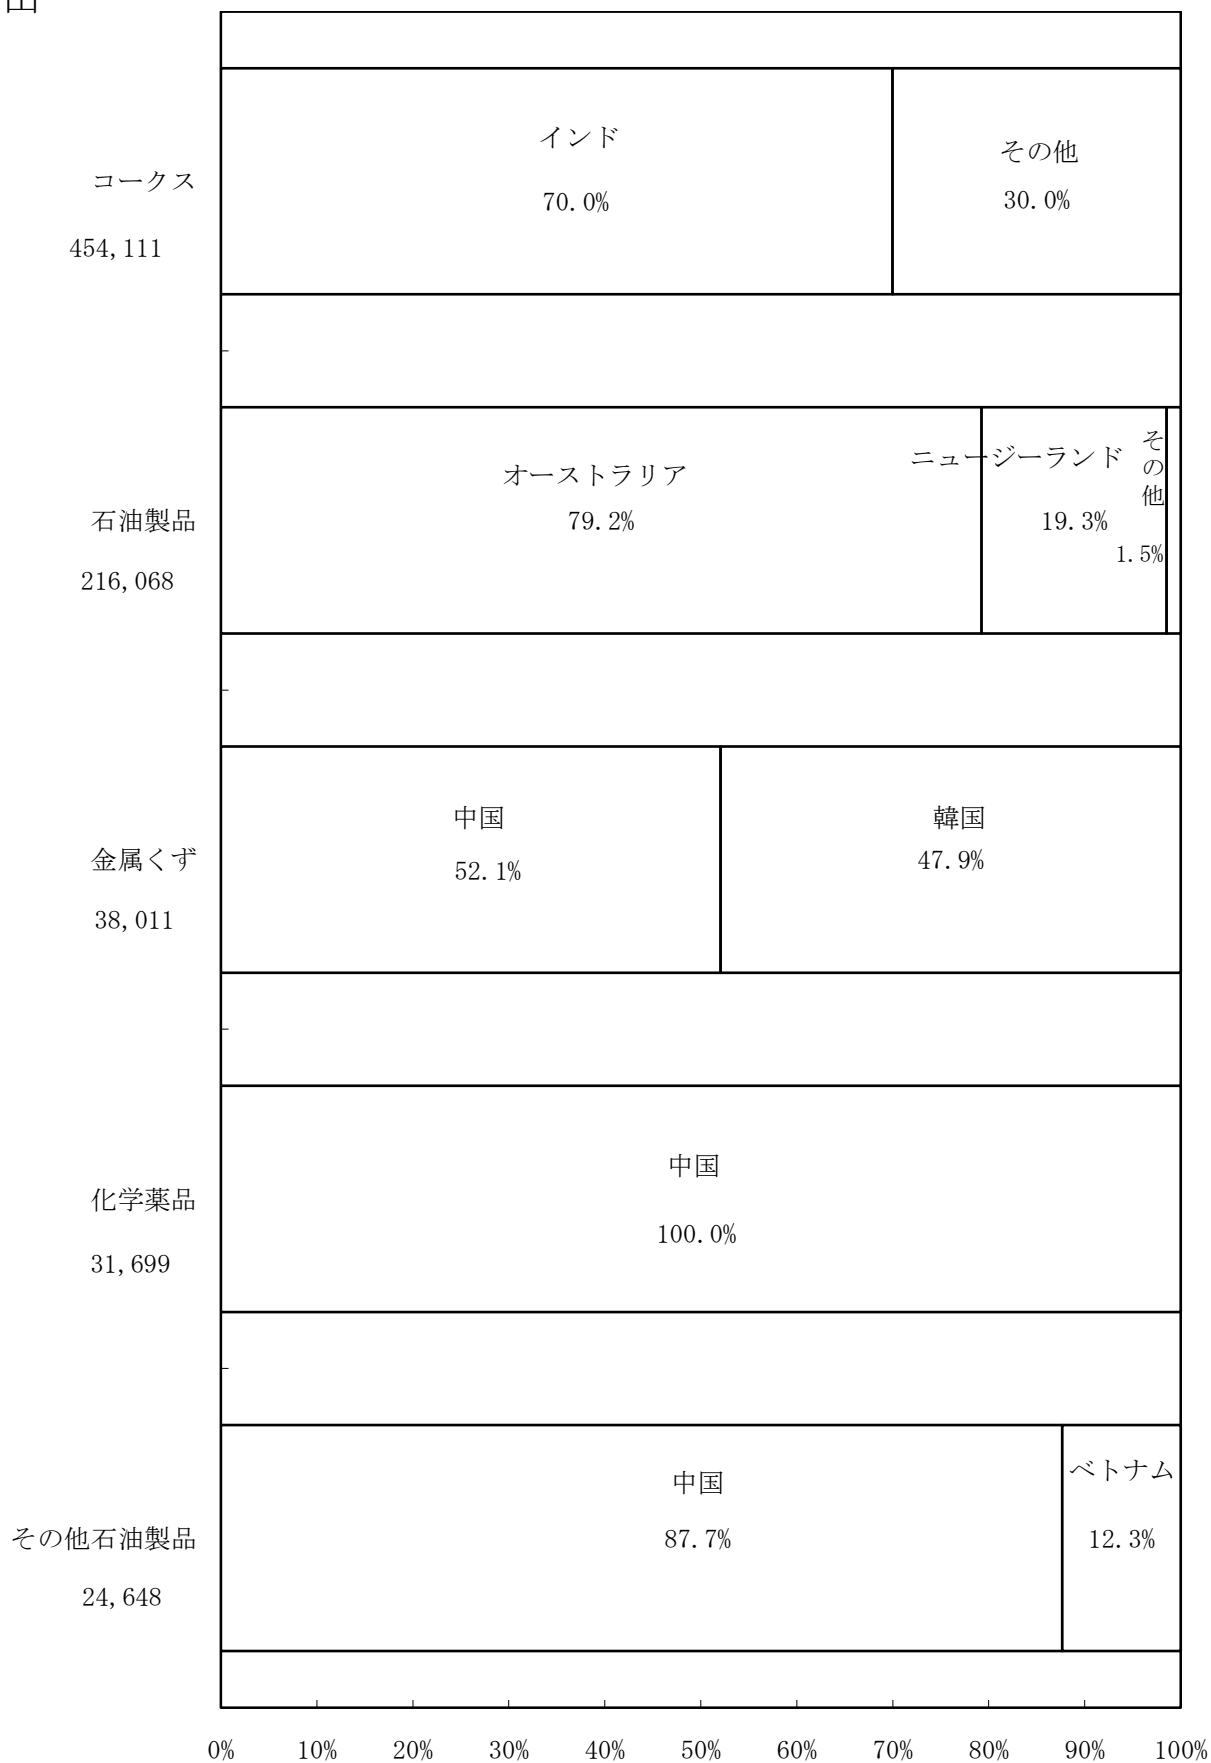 インド
その他
コークス
70.0%
30.0%
454,111
ニュージーランド
その他
オーストラリア
石油製品
79.2%
19.3%
1.5%
216,068
中国
韓国
金属くず
52.1%
47.9%
38,011
中国
化学薬品
100.0%
31,699
中国
ベトナム
その他石油製品
87.7%
12.3%
24,648
0% 10% 20% 30% 40% 50% 60% 70% 80% 90% 100%